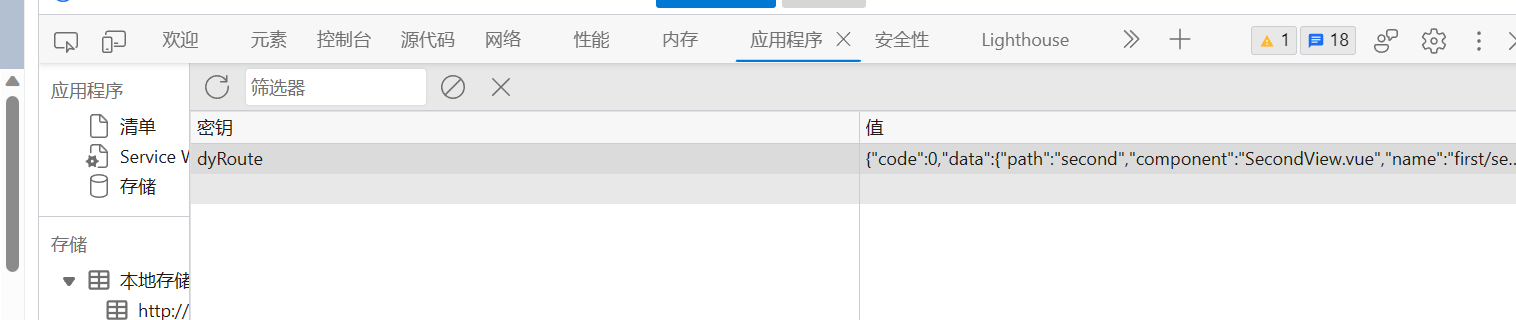 欢迎 元素 控制台 源代码 网络 性能 内存 应用程序 安全性 Lighthouse 1 18
应用程序 筛选器
清单
Service W
存储
密钥 值
dyRoute {"code":0,"data":{"path":"second","component":"SecondView.vue","name":"first/se...
存储
本地存储
http://